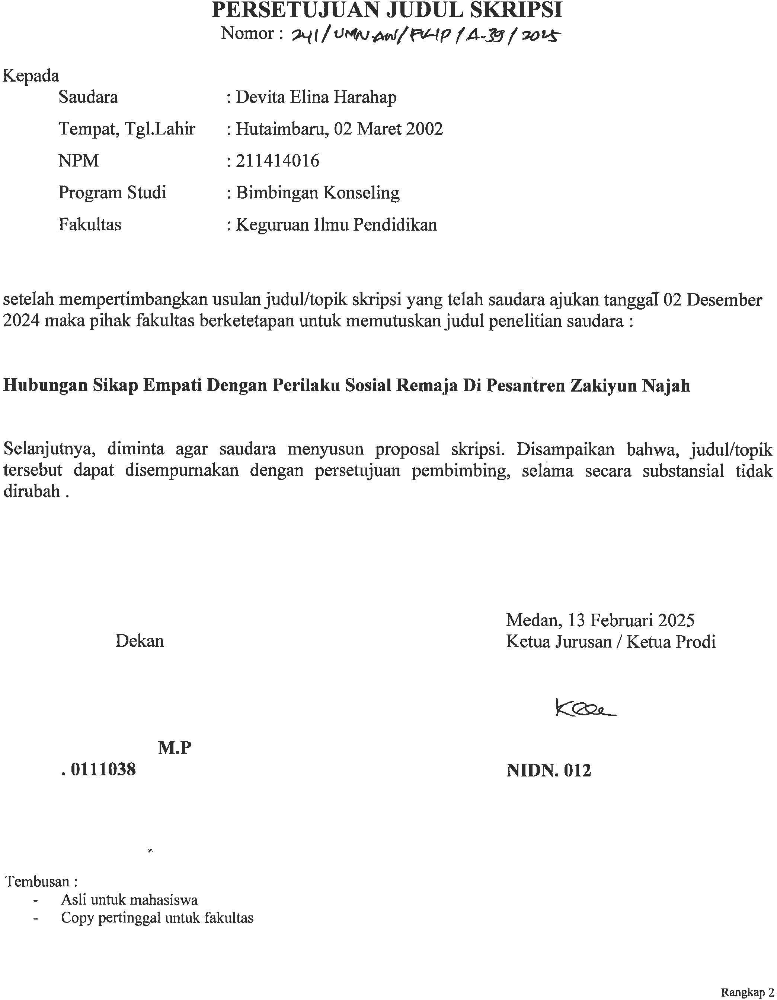 PERSETUJUAN JUDUL SKRIPSI
Nomor : 241/UMN-AW/FKIP/A-39/2025
Kepada
Saudara : Devita Elina Harahap
Tempat, Tgl.Lahir : Hutaimbaru, 02 Maret 2002
NPM : 211414016
Program Studi : Bimbingan Konseling
Fakultas : Keguruan Ilmu Pendidikan
setelah mempertimbangkan usulan judul/topik skripsi yang telah saudara ajukan tanggal 02 Desember
2024 maka pihak fakultas berketetapan untuk memutuskan judul penelitian saudara :
Hubungan Sikap Empati Dengan Perilaku Sosial Remaja Di Pesantren Zakiyun Najah
Selanjutnya, diminta agar saudara menyusun proposal skripsi. Disampaikan bahwa, judul/topik
tersebut dapat disempurnakan dengan persetujuan pembimbing, selama secara substansial tidak
dirubah .
Medan, 13 Februari 2025
Dekan Ketua Jurusan / Ketua Prodi
M.P
. 0111038 NIDN. 012
Tembusan :
- Asli untuk mahasiswa
- Copy pertinggal untuk fakultas
Rangkap 2